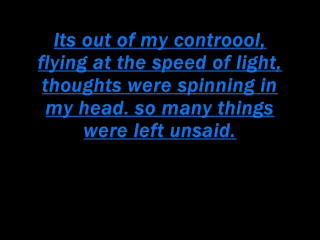 Its out of my controool,
flying at the speed of light,
thoughts were spinning in
my head. so many things
were left unsaid.